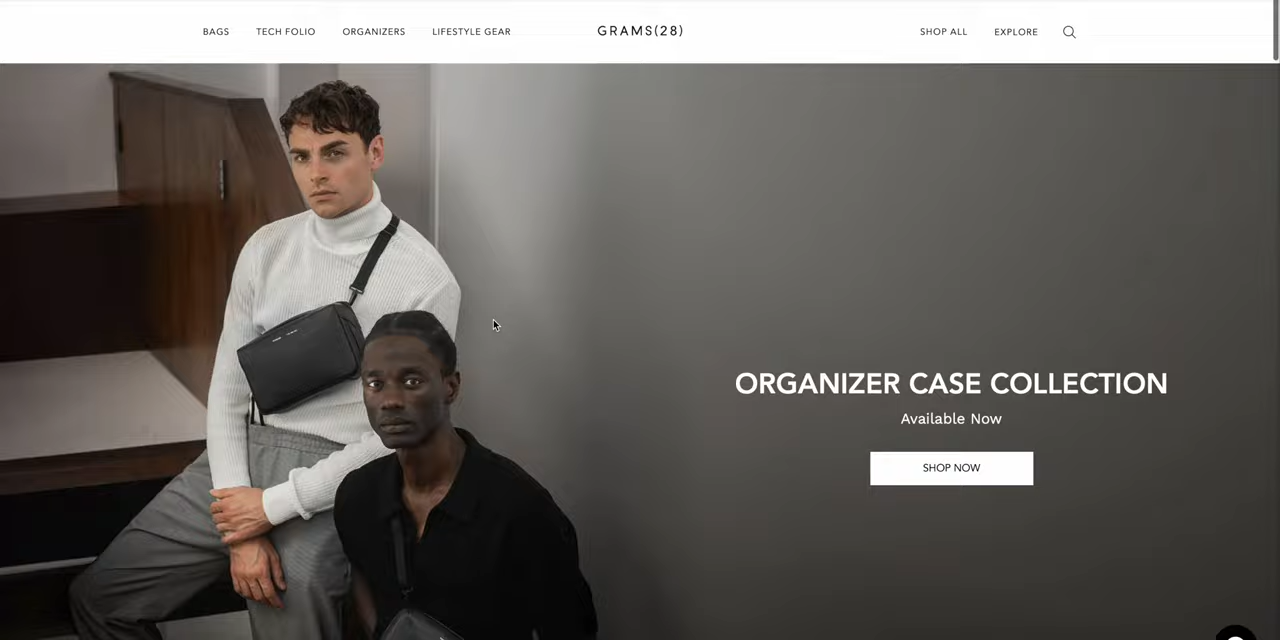 BAGS TECH FOLIO ORGANIZERS LIFESTYLE GEAR GRAMS(28) SHOP ALL EXPLORE
ORGANIZER CASE COLLECTION
Available Now
SHOP NOW